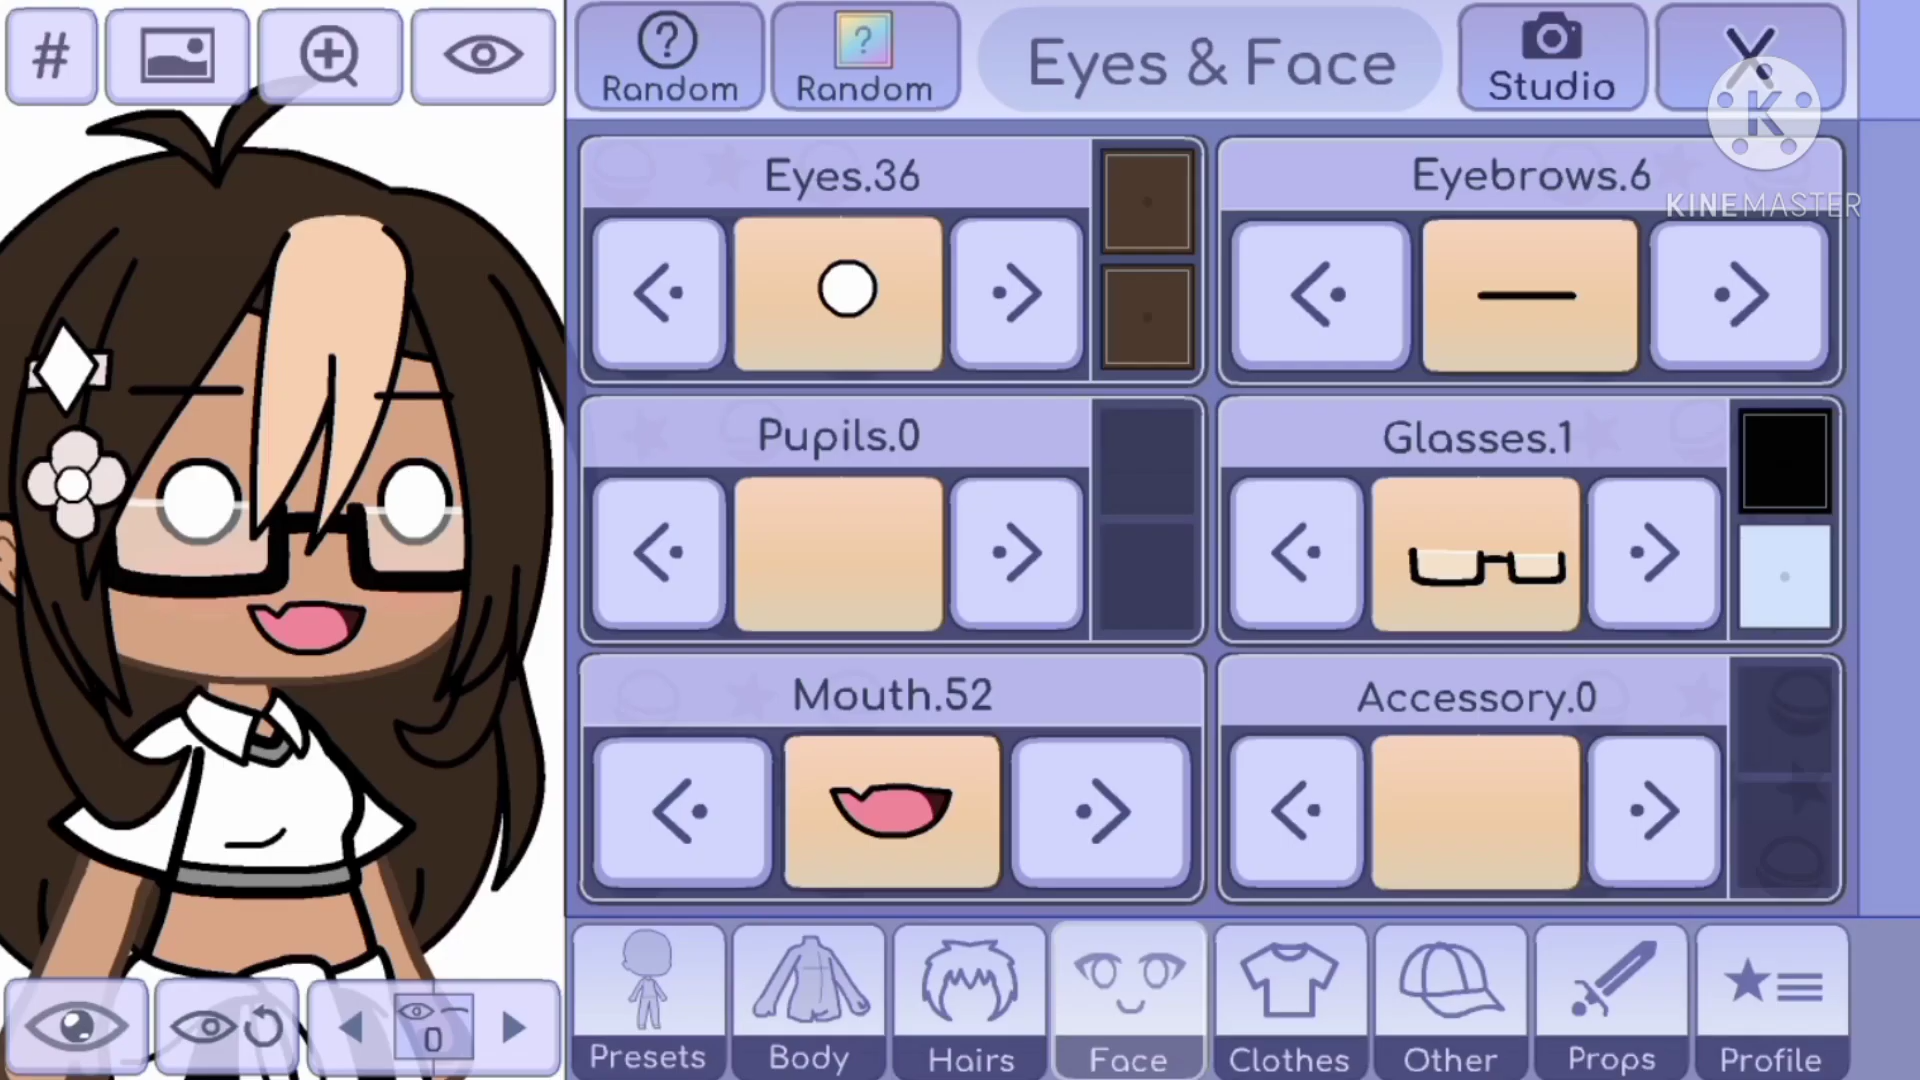 #
? Random
? Random
Eyes & Face
Studio
X
K
KINEMASTER
Eyes.36
Eyebrows.6
Pupils.0
Glasses.1
Mouth.52
Accessory.0
0
Presets
Body
Hairs
Face
Clothes
Other
Props
Profile